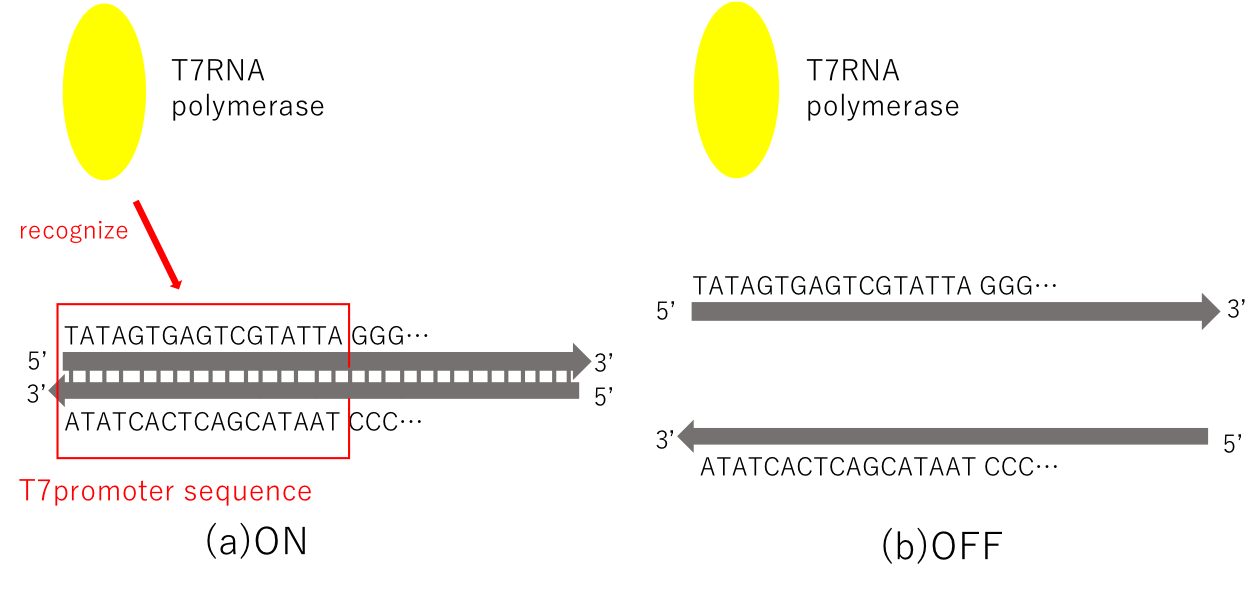 T7RNA
polymerase
recognize
TATAGTGAGTCGTATTA GGG…
5’
3’
3’
5’
ATATCACTCAGCATAAT CCC…
T7promoter sequence
(a)ON
T7RNA
polymerase
TATAGTGAGTCGTATTA GGG…
5’
3’
3’
5’
ATATCACTCAGCATAAT CCC…
(b)OFF